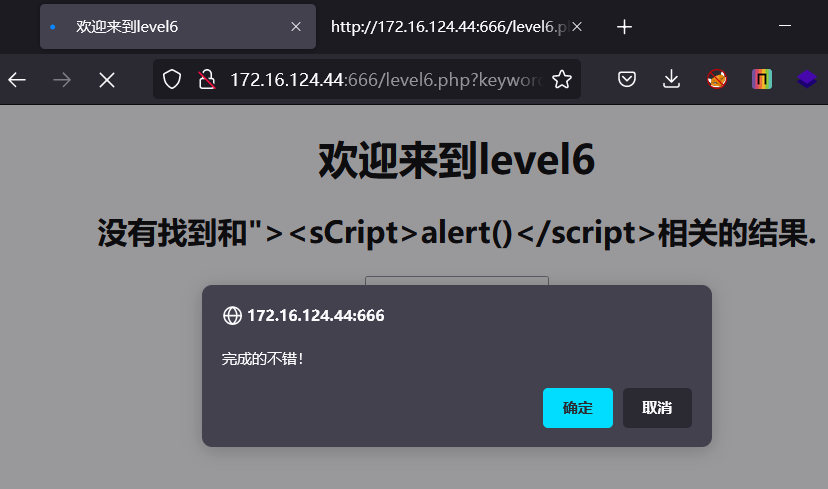 欢迎来到level6
http://172.16.124.44:666/level6.p
172.16.124.44:666/level6.php?keyword
欢迎来到level6
没有找到和"><sCript>alert()</script>相关的结果.
172.16.124.44:666
完成的不错！
确定
取消